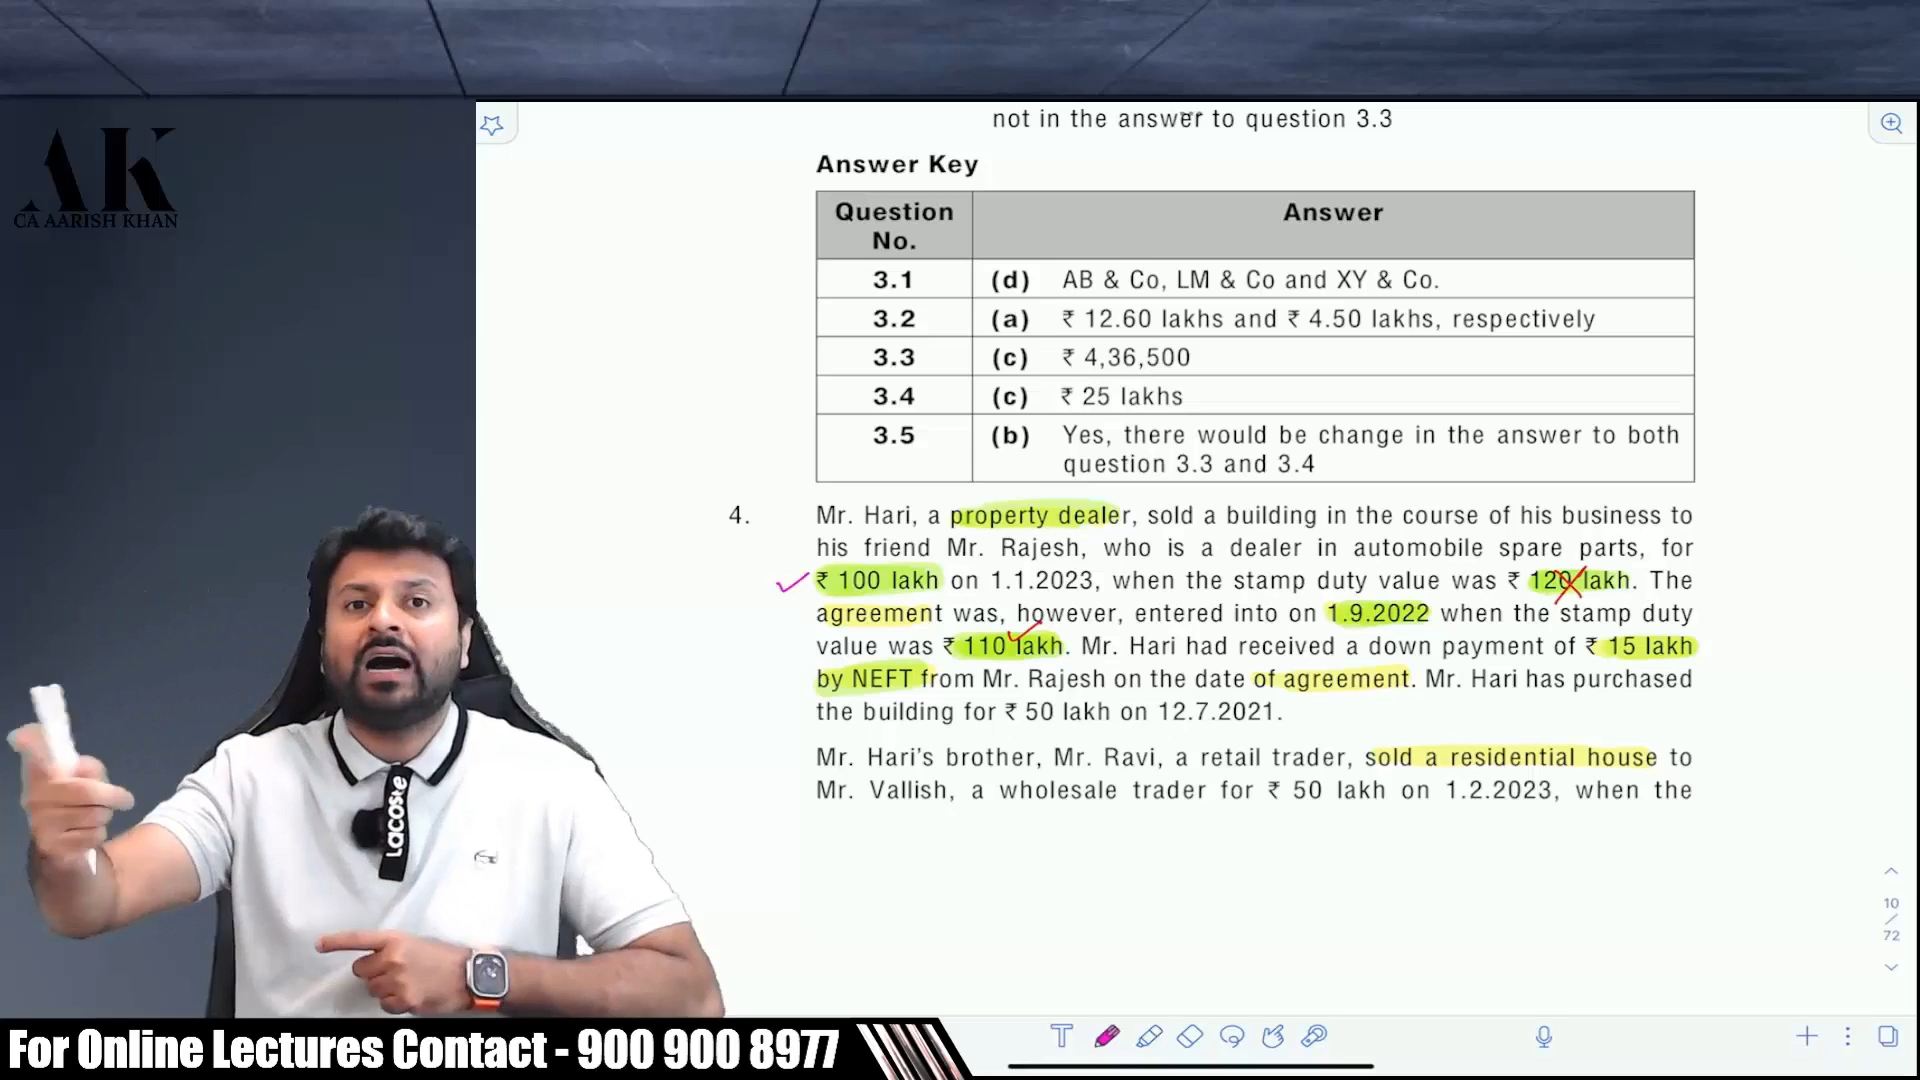 not in the answer to question 3.3
AK
CA AARISH KHAN
Answer Key
Question No. Answer
3.1 (d) AB & Co, LM & Co and XY & Co.
3.2 (a) ₹ 12.60 lakhs and ₹ 4.50 lakhs, respectively
3.3 (c) ₹ 4,36,500
3.4 (c) ₹ 25 lakhs
3.5 (b) Yes, there would be change in the answer to both
question 3.3 and 3.4
4. Mr. Hari, a property dealer, sold a building in the course of his business to
his friend Mr. Rajesh, who is a dealer in automobile spare parts, for
₹ 100 lakh on 1.1.2023, when the stamp duty value was ₹ 120 lakh. The
agreement was, however, entered into on 1.9.2022 when the stamp duty
value was ₹ 110 lakh. Mr. Hari had received a down payment of ₹ 15 lakh
by NEFT from Mr. Rajesh on the date of agreement. Mr. Hari has purchased
the building for ₹ 50 lakh on 12.7.2021.
Mr. Hari's brother, Mr. Ravi, a retail trader, sold a residential house to
Mr. Vallish, a wholesale trader for ₹ 50 lakh on 1.2.2023, when the
Lacoste
10
/
72
For Online Lectures Contact - 900 900 8977
T